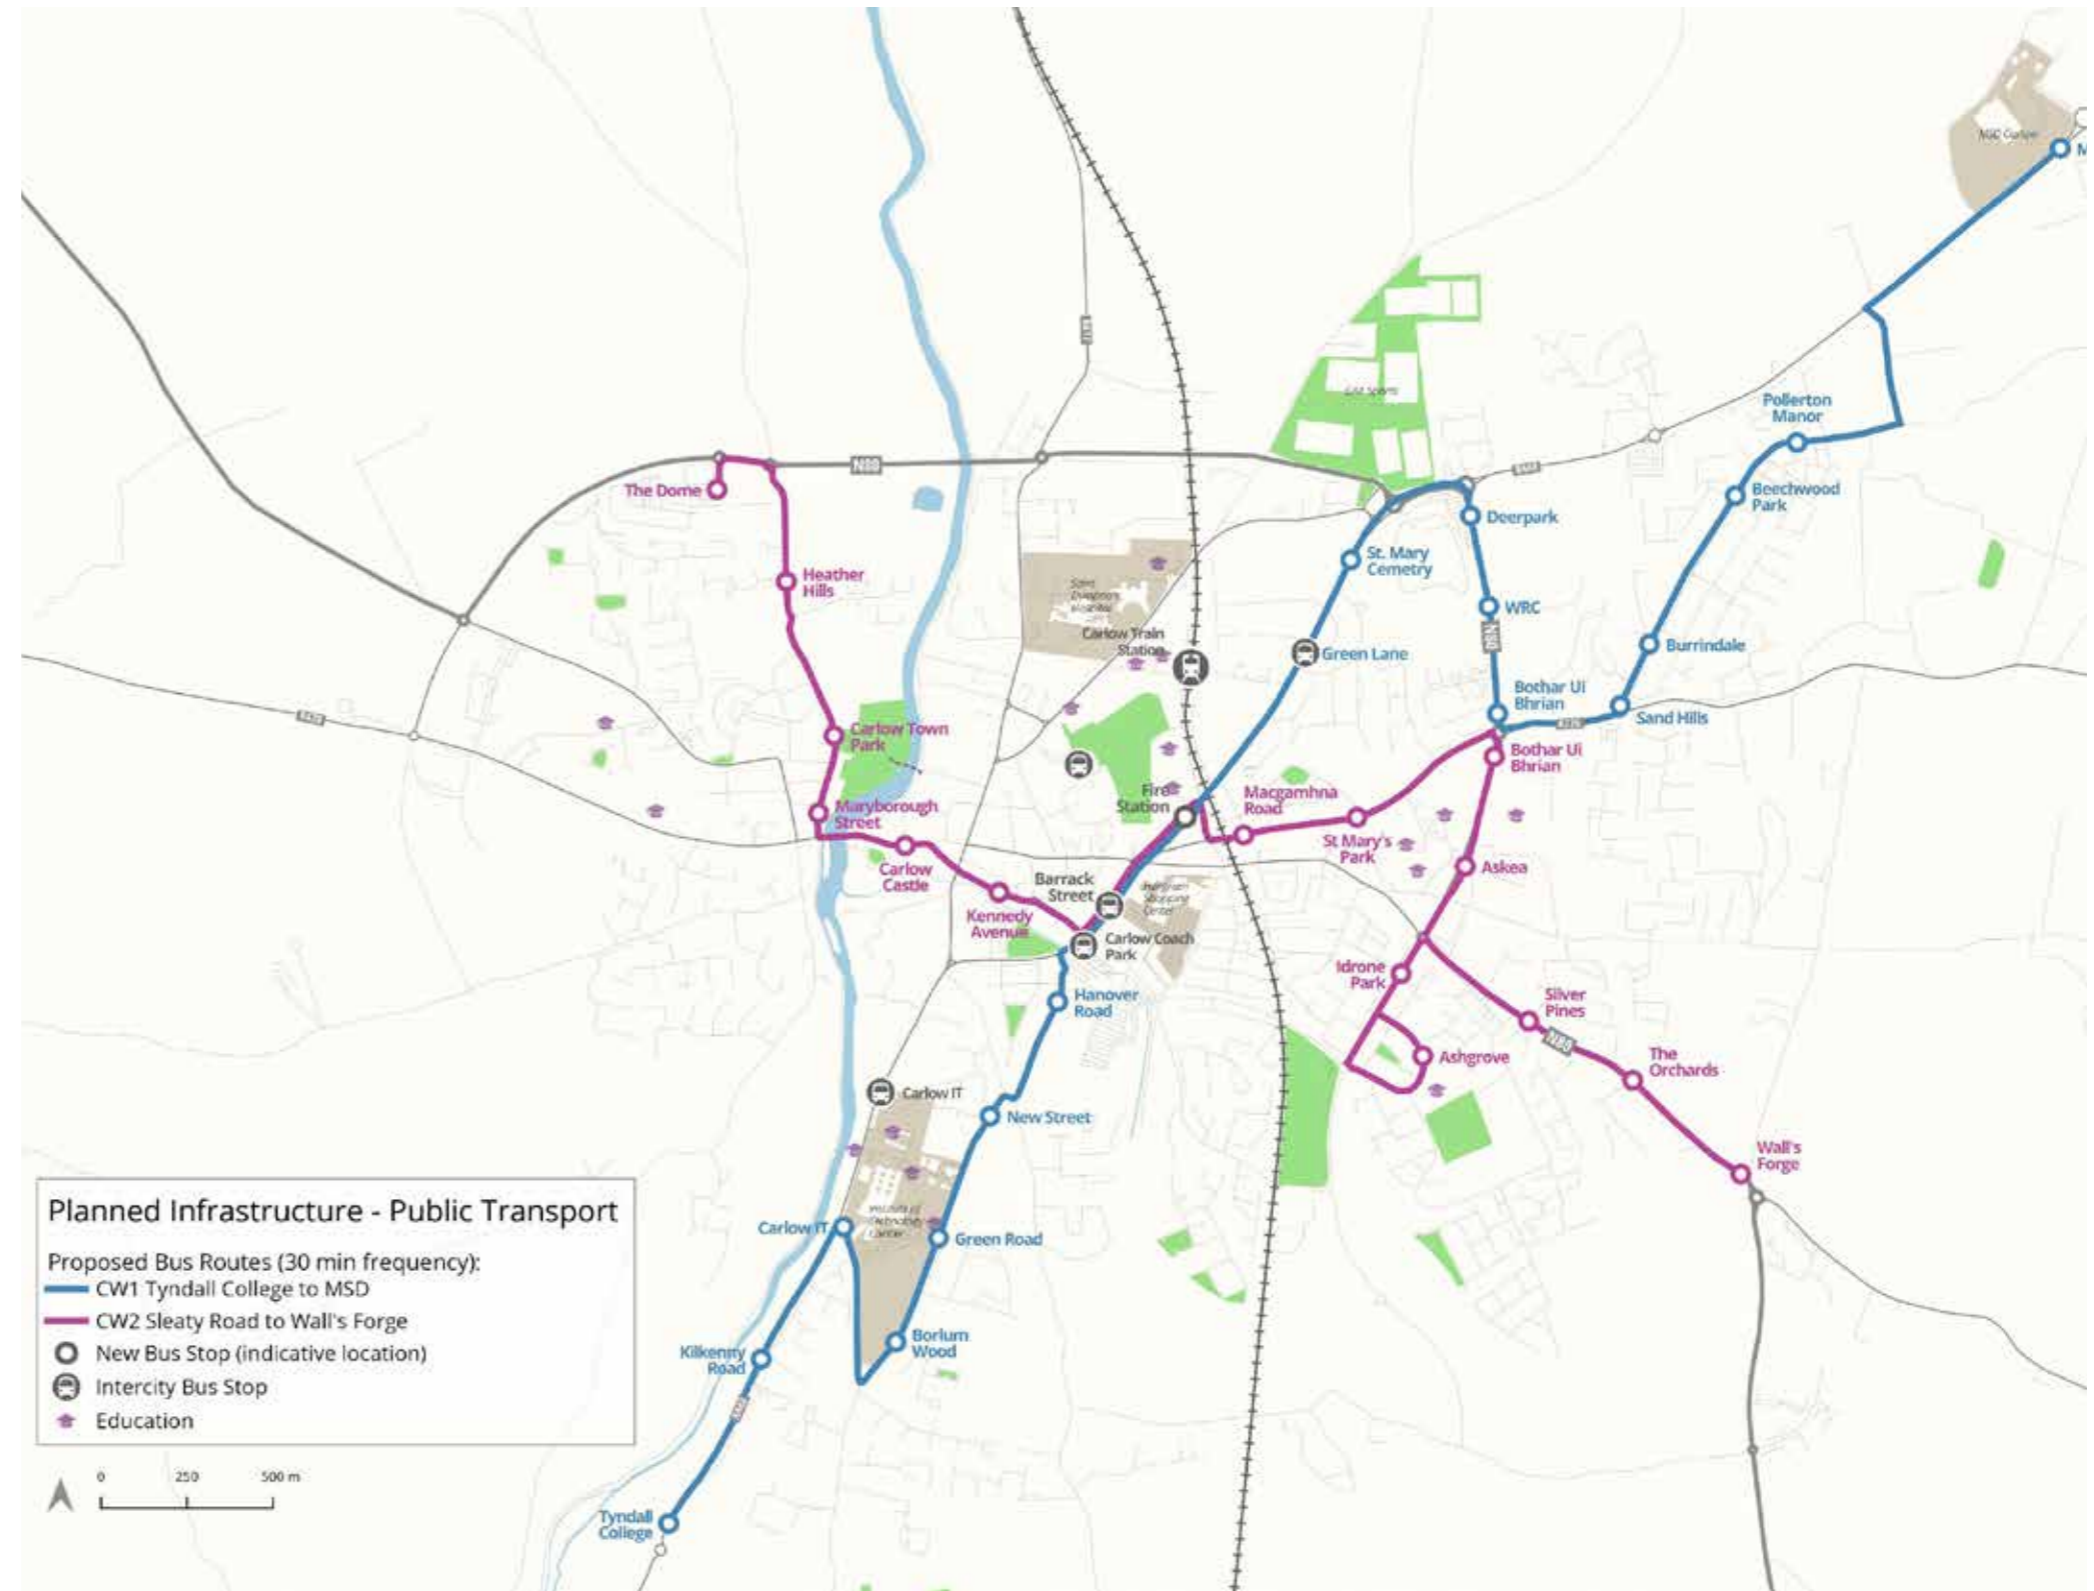 M
Pollerton
Manor
N80
The Dome
Beechwood
Park
Deerpark
St. Mary
Cemetry
Heather
Hills
WRC
Carlow Train
Station
Green Lane
Burrindale
Bothar Ui
Bhrian
Sand Hills
Carlow Town
Park
Bothar Ui
Bhrian
Fire
Station
Macgamhna
Road
Maryborough
Street
St Mary's
Park
Carlow
Castle
Askea
Barrack
Street
Shopping
Kennedy
Avenue
Carlow Coach
Park
Idrone
Park
Hanover
Road
Silver
Pines
N80
Ashgrove
The
Orchards
Carlow IT
New Street
Wall's
Forge
Carlow IT
Green Road
Borlum
Wood
Kilkenny
Road
Tyndall
College
Planned Infrastructure - Public Transport
Proposed Bus Routes (30 min frequency):
CW1 Tyndall College to MSD
CW2 Sleaty Road to Wall's Forge
New Bus Stop (indicative location)
Intercity Bus Stop
Education
0 250 500 m